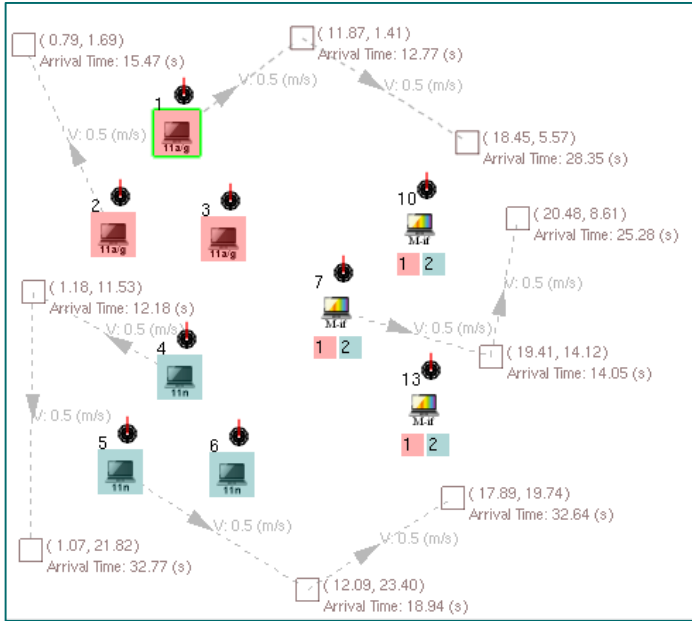 ( 0.79, 1.69)
Arrival Time: 15.47 (s)
( 11.87, 1.41)
Arrival Time: 12.77 (s)
V: 0.5 (m/s)
1
11a/g
V: 0.5 (m/s)
V: 0.5 (m/s)
( 18.45, 5.57)
Arrival Time: 28.35 (s)
2
11a/g
3
11a/g
10
M-if
1 2
( 20.48, 8.61)
Arrival Time: 25.28 (s)
( 1.18, 11.53)
Arrival Time: 12.18 (s)
V: 0.5 (m/s)
7
M-if
1 2
V: 0.5 (m/s)
V: 0.5 (m/s)
4
11n
( 19.41, 14.12)
Arrival Time: 14.05 (s)
13
M-if
1 2
V: 0.5 (m/s)
5
11n
6
11n
( 17.89, 19.74)
Arrival Time: 32.64 (s)
V: 0.5 (m/s)
V: 0.5 (m/s)
( 1.07, 21.82)
Arrival Time: 32.77 (s)
( 12.09, 23.40)
Arrival Time: 18.94 (s)